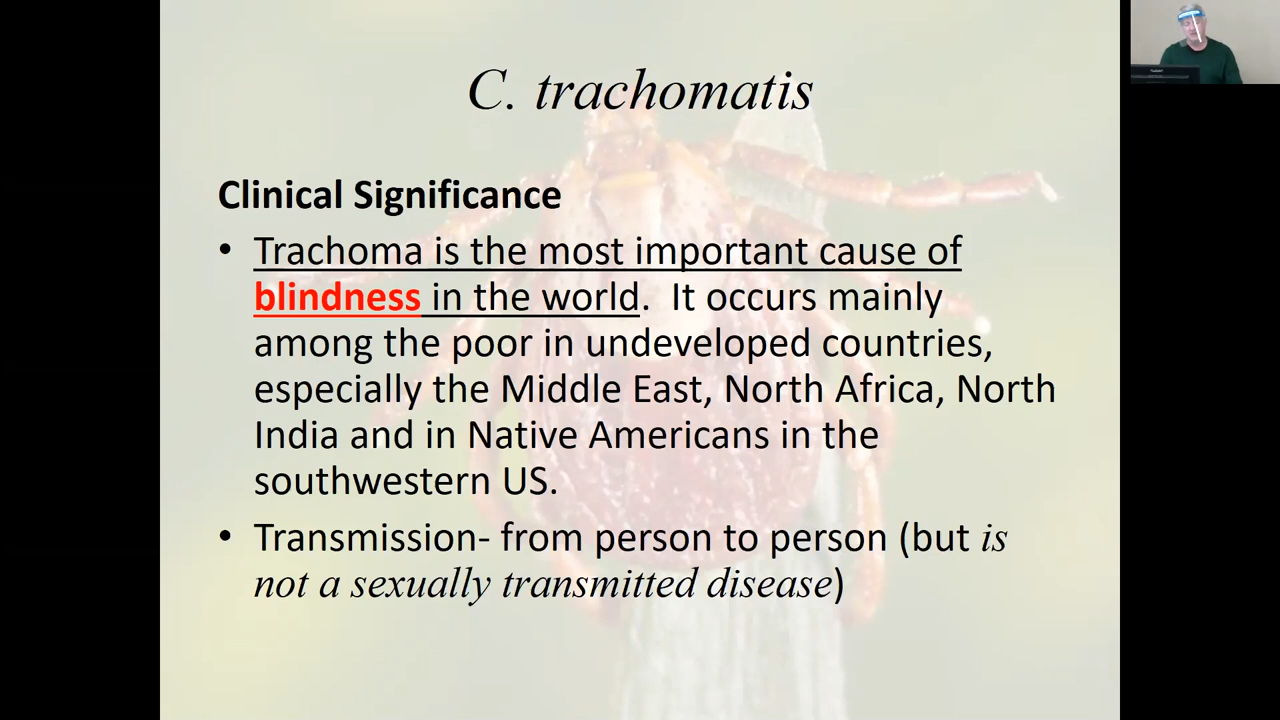 C. trachomatis
Clinical Significance
• Trachoma is the most important cause of
blindness in the world.  It occurs mainly
among the poor in undeveloped countries,
especially the Middle East, North Africa, North
India and in Native Americans in the
southwestern US.
• Transmission- from person to person (but is
not a sexually transmitted disease)